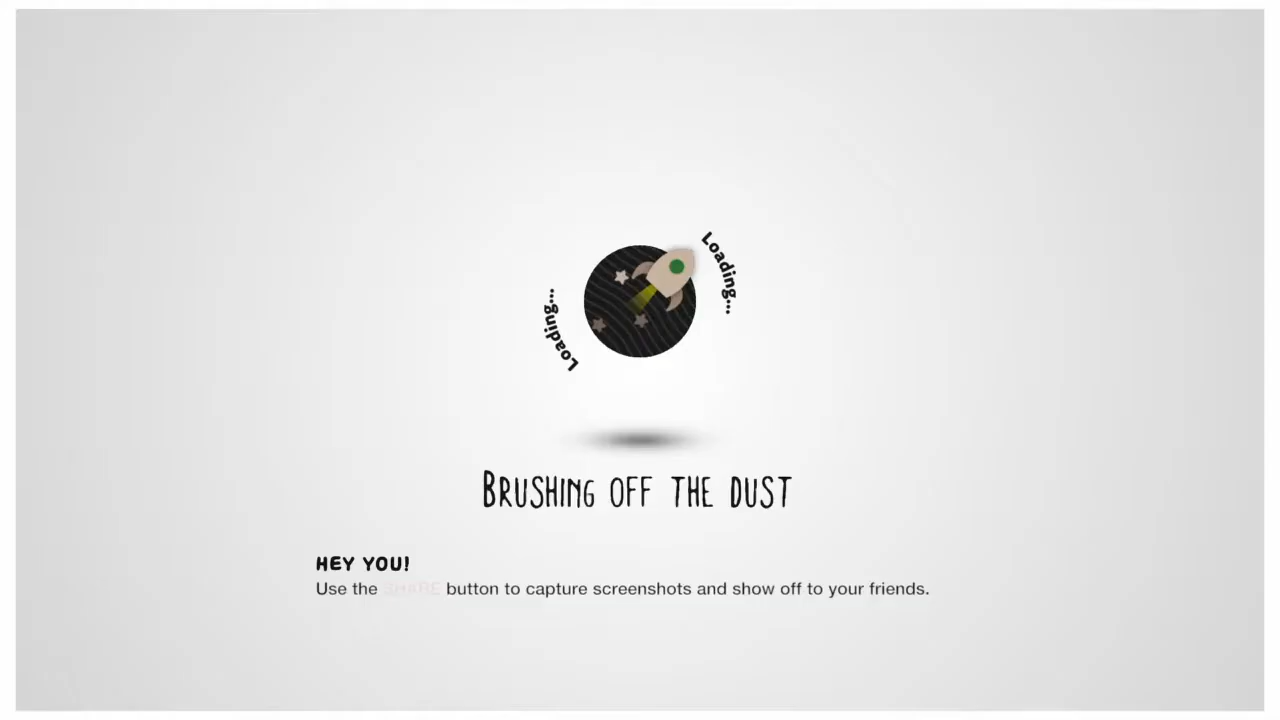 Loading...
Loading...
BRUSHING OFF THE DUST
HEY YOU!
Use the SHARE button to capture screenshots and show off to your friends.